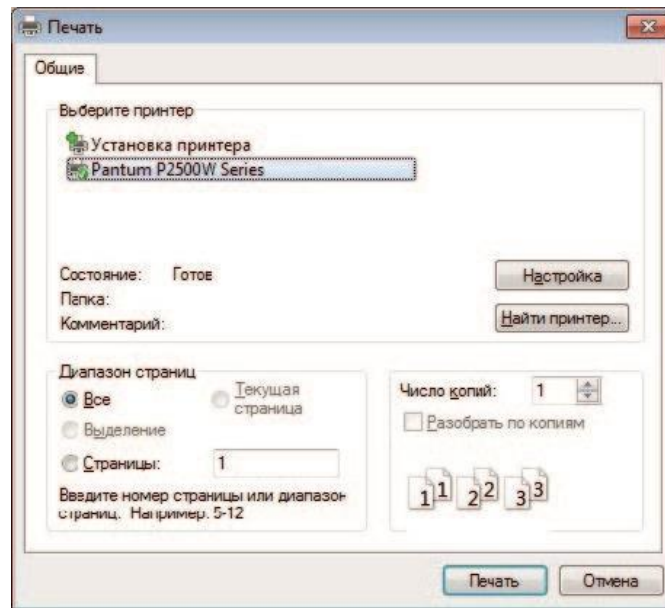 Печать
Общие
Выберите принтер
Установка принтера
Pantum P2500W Series
Состояние: Готов
Папка:
Комментарий:
Настройка
Найти принтер...
Диапазон страниц
Все
Текущая
страница
Выделение
Страницы: 1
Введите номер страницы или диапазон
страниц. Например: 5-12
Число копий: 1
Разобрать по копиям
1 1 2 2 3 3
Печать Отмена